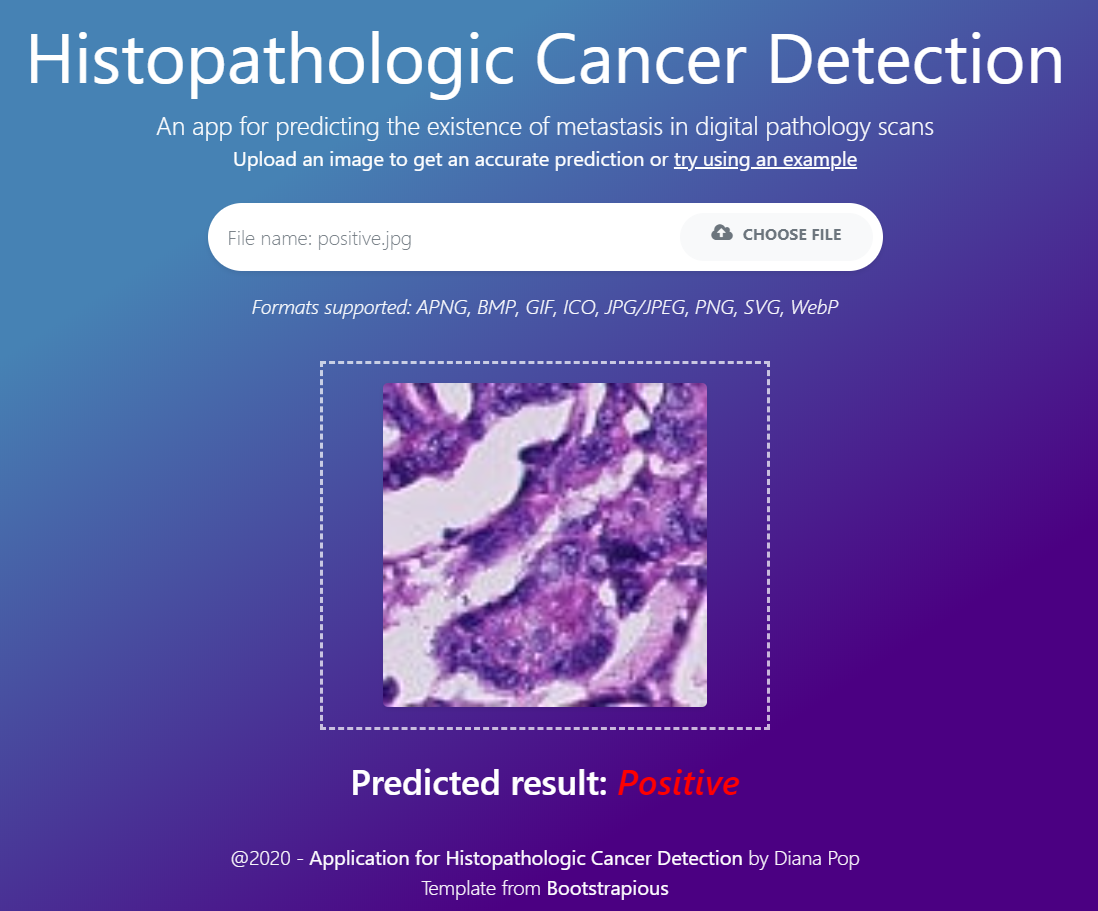 Histopathologic Cancer Detection
An app for predicting the existence of metastasis in digital pathology scans
Upload an image to get an accurate prediction or try using an example
File name: positive.jpg
CHOOSE FILE
Formats supported: APNG, BMP, GIF, ICO, JPG/JPEG, PNG, SVG, WebP
Predicted result: Positive
@2020 - Application for Histopathologic Cancer Detection by Diana Pop
Template from Bootstrapious